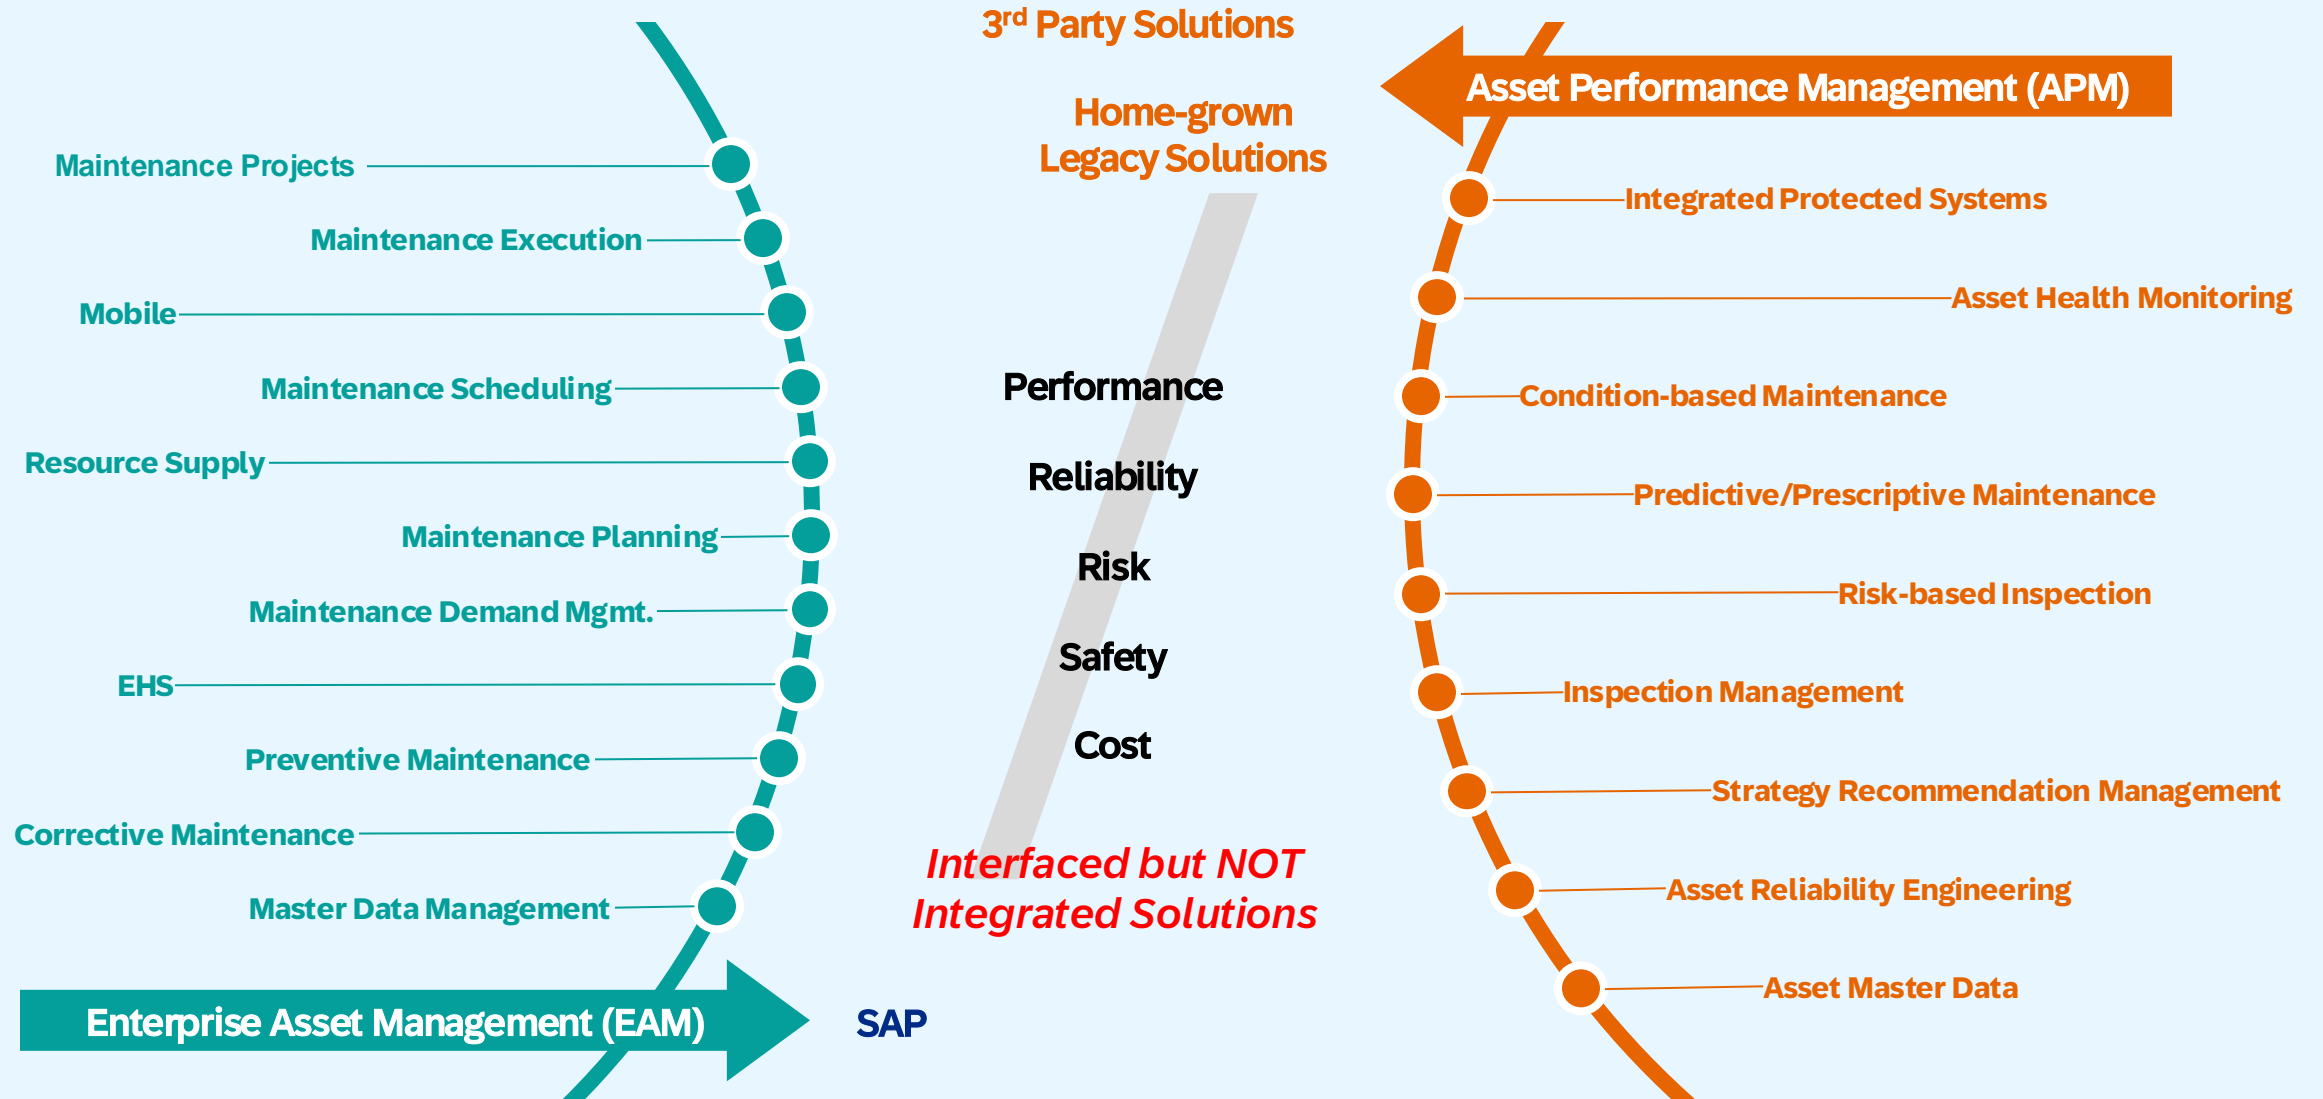 3rd Party Solutions
Home-grown
Legacy Solutions
Asset Performance Management (APM)
Maintenance Projects
Maintenance Execution
Mobile
Maintenance Scheduling
Resource Supply
Maintenance Planning
Maintenance Demand Mgmt.
EHS
Preventive Maintenance
Corrective Maintenance
Master Data Management
Enterprise Asset Management (EAM)
SAP
Performance
Reliability
Risk
Safety
Cost
Interfaced but NOT
Integrated Solutions
Integrated Protected Systems
Asset Health Monitoring
Condition-based Maintenance
Predictive/Prescriptive Maintenance
Risk-based Inspection
Inspection Management
Strategy Recommendation Management
Asset Reliability Engineering
Asset Master Data